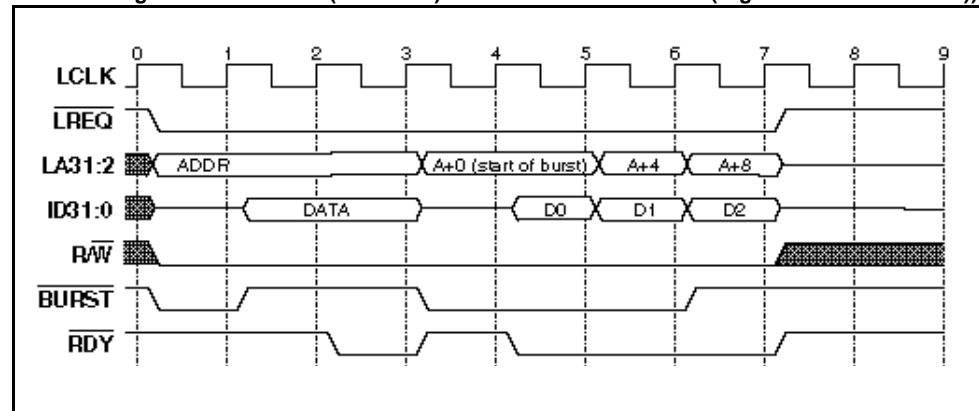 0 1 2 3 4 5 6 7 8 9
LCLK
LREQ
LA31:2 ADDR A+0 (start of burst) A+4 A+8
ID31:0 DATA D0 D1 D2
R/W
BURST
RDY